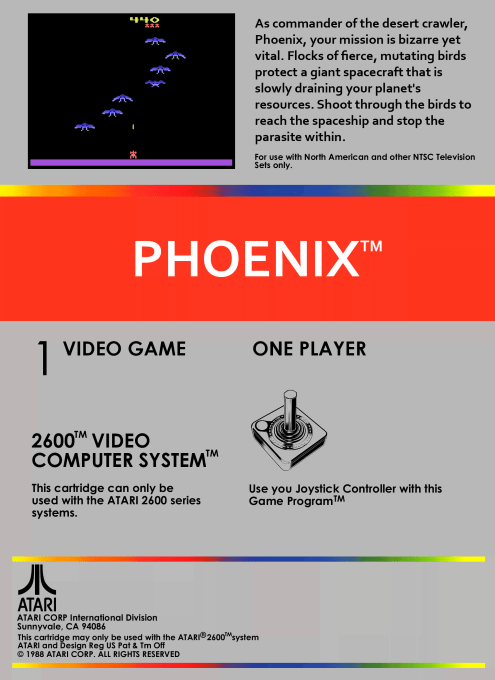 440
As commander of the desert crawler,
Phoenix, your mission is bizarre yet
vital. Flocks of fierce, mutating birds
protect a giant spacecraft that is
slowly draining your planet's
resources. Shoot through the birds to
reach the spaceship and stop the
parasite within.
For use with North American and other NTSC Television
Sets only.
PHOENIX™
1 VIDEO GAME
ONE PLAYER
2600™ VIDEO
COMPUTER SYSTEM™
This cartridge can only be
used with the ATARI 2600 series
systems.
Use you Joystick Controller with this
Game Program™
ATARI
ATARI CORP International Division
Sunnyvale, CA 94086
This cartridge may only be used with the ATARI® 2600™system
ATARI and Design Reg US Pat & Tm Off
© 1988 ATARI CORP. ALL RIGHTS RESERVED